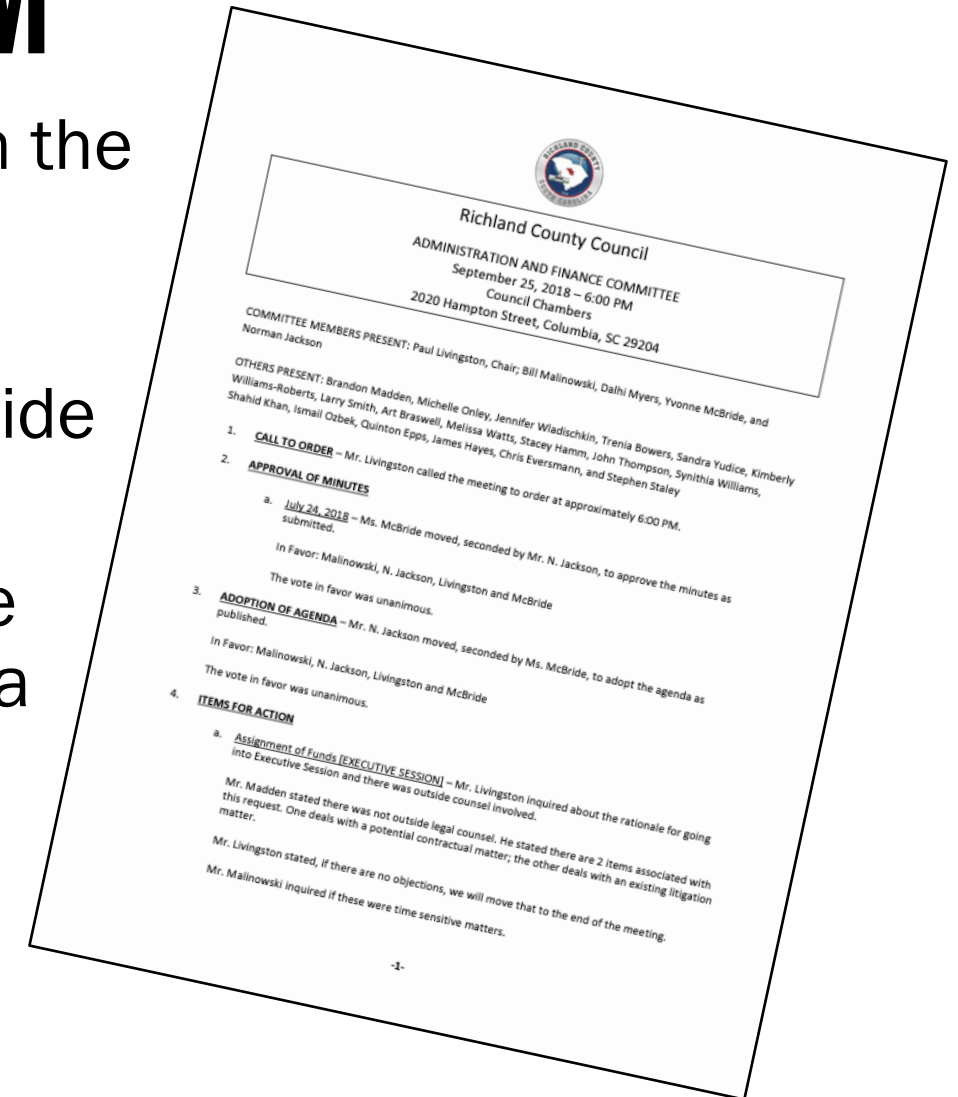 n the
ide
e
a
RICHLAND COUNTY
SOUTH CAROLINA
Richland County Council
ADMINISTRATION AND FINANCE COMMITTEE
September 25, 2018 – 6:00 PM
Council Chambers
2020 Hampton Street, Columbia, SC 29204
COMMITTEE MEMBERS PRESENT: Paul Livingston, Chair; Bill Malinowski, Dalhi Myers, Yvonne McBride, and
Norman Jackson
OTHERS PRESENT: Brandon Madden, Michelle Onley, Jennifer Wladischkin, Trenia Bowers, Sandra Yudice, Kimberly
Williams-Roberts, Larry Smith, Art Braswell, Melissa Watts, Stacey Hamm, John Thompson, Synithia Williams,
Shahid Khan, Ismail Ozbek, Quinton Epps, James Hayes, Chris Eversmann, and Stephen Staley
1. CALL TO ORDER – Mr. Livingston called the meeting to order at approximately 6:00 PM.
2. APPROVAL OF MINUTES
a. July 24, 2018 – Ms. McBride moved, seconded by Mr. N. Jackson, to approve the minutes as
submitted.
In Favor: Malinowski, N. Jackson, Livingston and McBride
The vote in favor was unanimous.
3. ADOPTION OF AGENDA – Mr. N. Jackson moved, seconded by Ms. McBride, to adopt the agenda as
published.
In Favor: Malinowski, N. Jackson, Livingston and McBride
The vote in favor was unanimous.
4. ITEMS FOR ACTION
a. Assignment of Funds [EXECUTIVE SESSION] – Mr. Livingston inquired about the rationale for going
into Executive Session and there was outside counsel involved.
Mr. Madden stated there was not outside legal counsel. He stated there are 2 items associated with
this request. One deals with a potential contractual matter; the other deals with an existing litigation
matter.
Mr. Livingston stated, if there are no objections, we will move that to the end of the meeting.
Mr. Malinowski inquired if these were time sensitive matters.
-1-